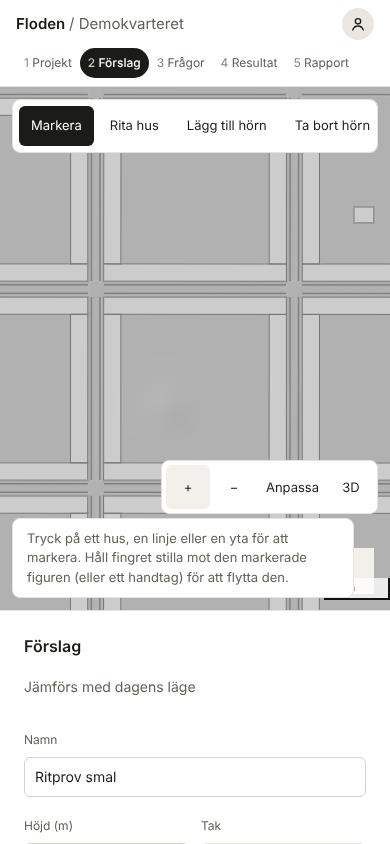 Floden / Demokvarteret
1 Projekt 2 Förslag 3 Frågor 4 Resultat 5 Rapport
Markera Rita hus Lägg till hörn Ta bort hörn
+ − Anpassa 3D
Tryck på ett hus, en linje eller en yta för att
markera. Håll fingret stilla mot den markerade
figuren (eller ett handtag) för att flytta den.
Förslag
Jämförs med dagens läge
Namn
Ritprov smal
Höjd (m) Tak